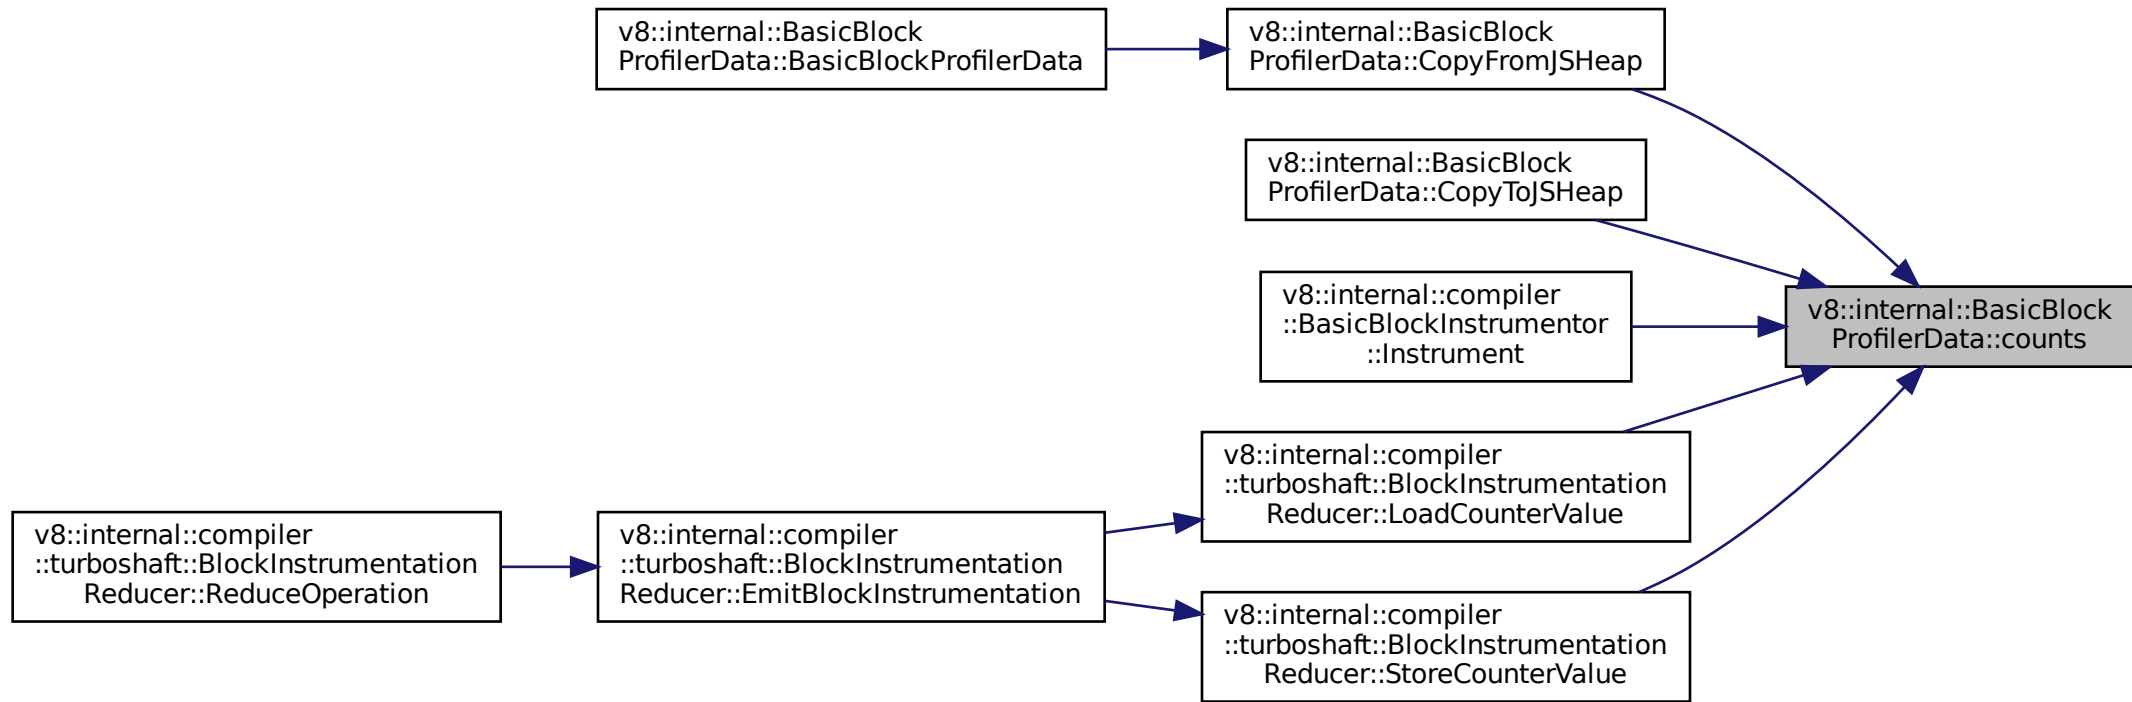 v8::internal::BasicBlock
ProfilerData::BasicBlockProfilerData
v8::internal::BasicBlock
ProfilerData::CopyFromJSHeap
v8::internal::BasicBlock
ProfilerData::CopyToJSHeap
v8::internal::compiler
::BasicBlockInstrumentor
::Instrument
v8::internal::BasicBlock
ProfilerData::counts
v8::internal::compiler
::turboshaft::BlockInstrumentation
Reducer::LoadCounterValue
v8::internal::compiler
::turboshaft::BlockInstrumentation
Reducer::ReduceOperation
v8::internal::compiler
::turboshaft::BlockInstrumentation
Reducer::EmitBlockInstrumentation
v8::internal::compiler
::turboshaft::BlockInstrumentation
Reducer::StoreCounterValue